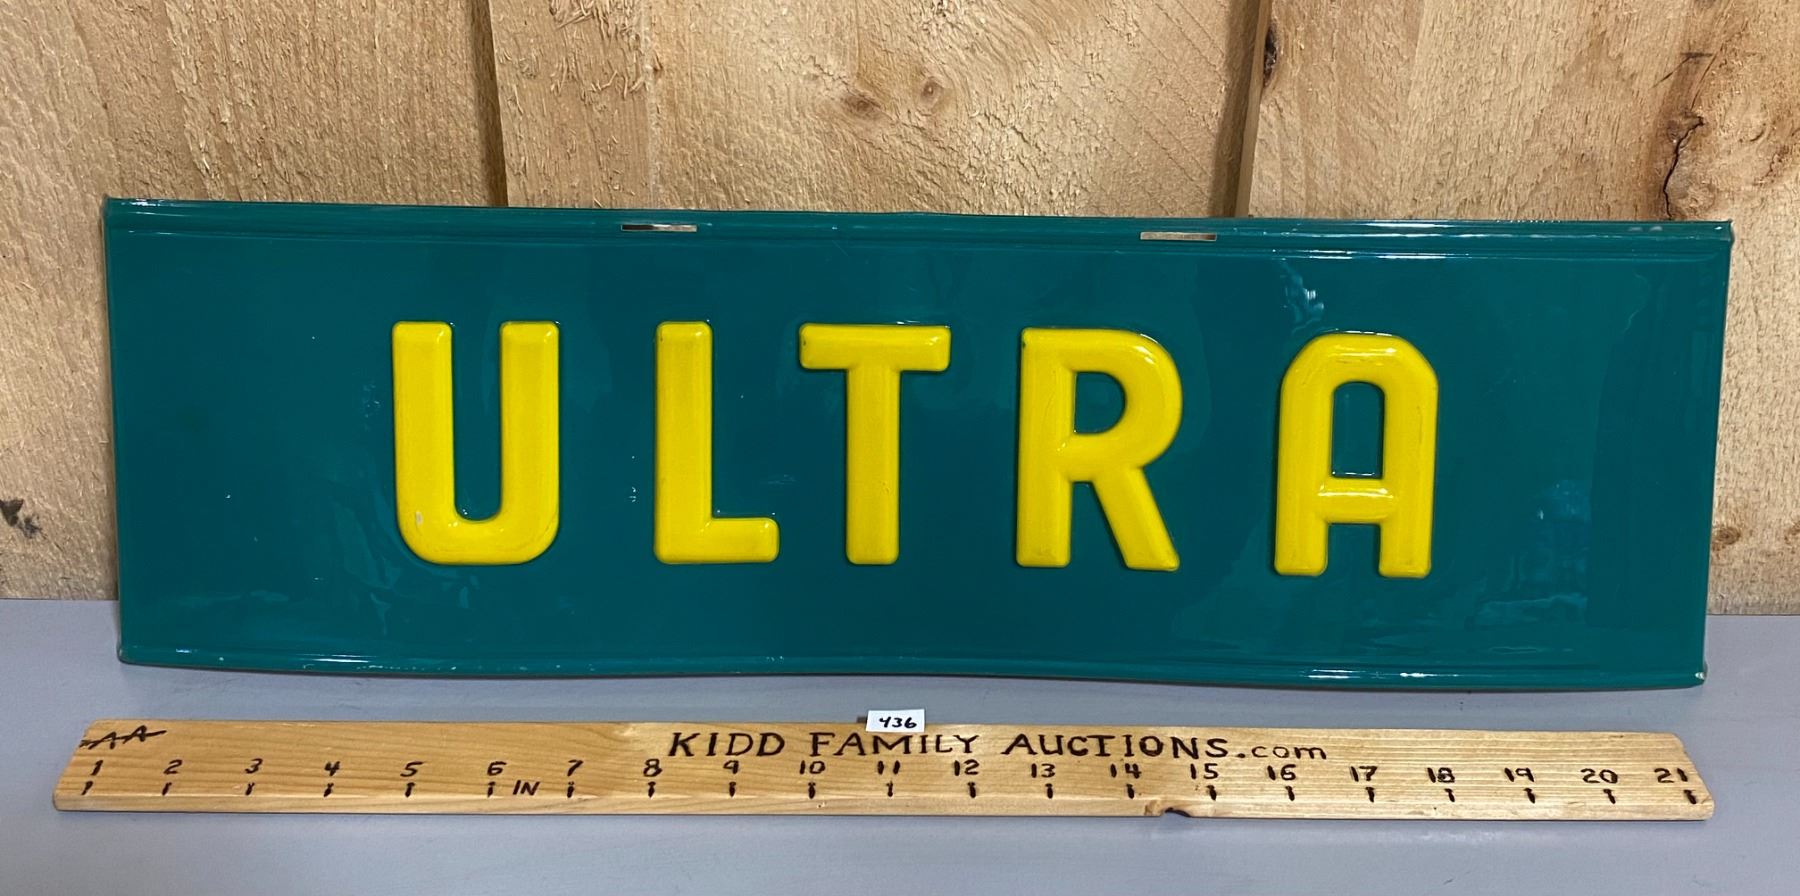 ULTRA
436
AA
KIDD FAMILY AUCTIONS.com
1 2 3 4 5 6 IN 7 8 9 10 11 12 13 14 15 16 17 18 19 20 21